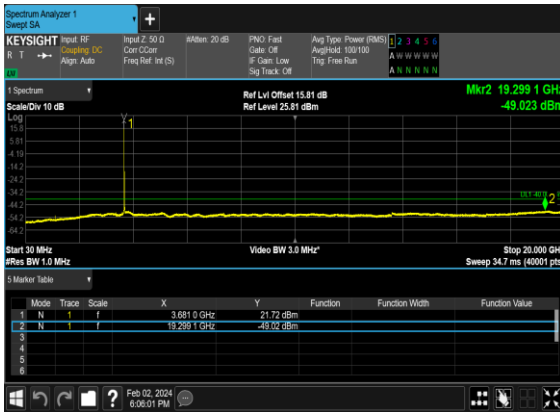 Spectrum Analyzer 1
Swept SA
KEYSIGHT Input: RF Input Z: 50 Ω #Atten: 20 dB PNO: Fast Avg Type: Power (RMS) 1 2 3 4 5 6
R T Coupling: DC Corr CCorr Gate: Off Avg|Hold: 100/100 A W W W W W
Align: Auto Freq Ref: Int (S) IF Gain: Low Trig: Free Run
Sig Track: Off A N N N N N
LXI
1 Spectrum Ref Lvl Offset 15.81 dB Mkr2 19.299 1 GHz
Scale/Div 10 dB Ref Level 25.81 dBm -49.023 dBm
Log
15.8
5.81
-4.19
-14.2
-24.2
-34.2
-44.2
-54.2
-64.2
1
2
Start 30 MHz Video BW 3.0 MHz* Stop 20.000 GH
#Res BW 1.0 MHz Sweep 34.7 ms (40001 pts
5 Marker Table
Mode Trace Scale X Y Function Function Width Function Value
1 N 1 f 3.681 0 GHz 21.72 dBm
2 N 1 f 19.299 1 GHz -49.02 dBm
3
4
5
6
? Feb 02, 2024
6:06:01 PM